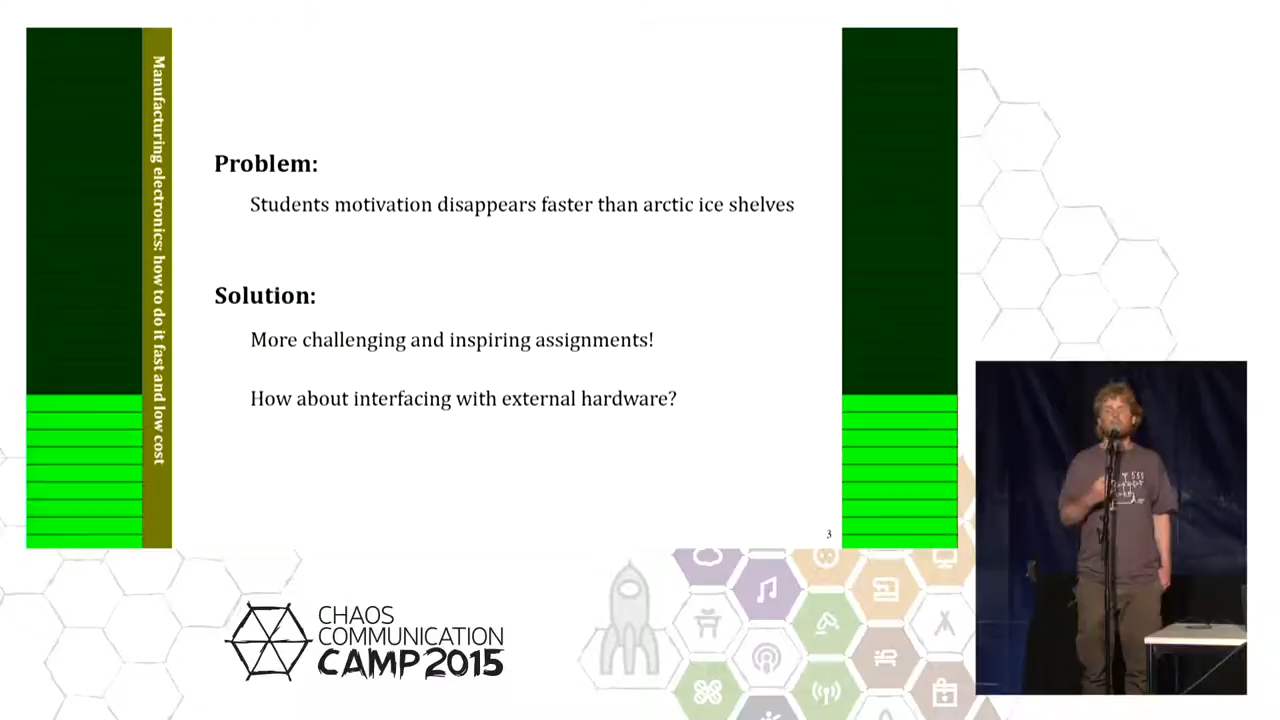 Manufacturing electronics: how to do it fast and low cost
Problem:
Students motivation disappears faster than arctic ice shelves
Solution:
More challenging and inspiring assignments!
How about interfacing with external hardware?
3
CHAOS
COMMUNICATION
CAMP 2015
555